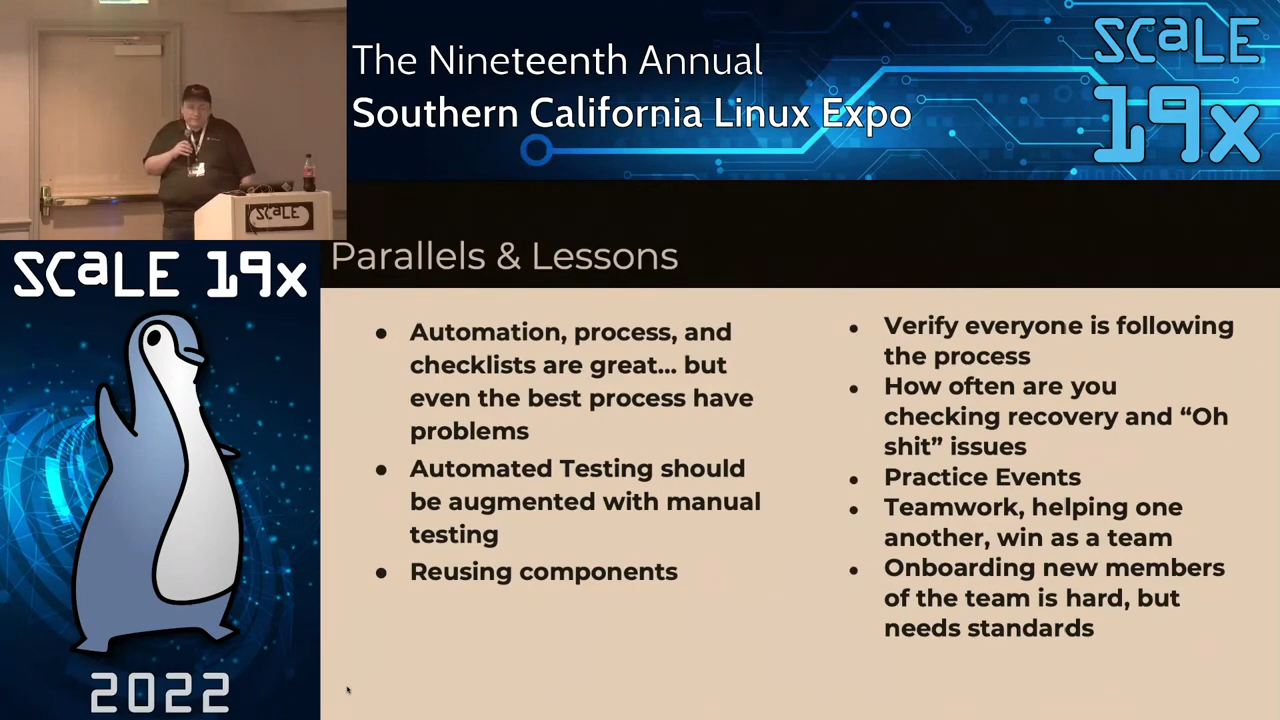 The Nineteenth Annual
Southern California Linux Expo
SCaLE
19x
SCaLE
SCaLE 19x
2022
Parallels & Lessons
● Automation, process, and
checklists are great... but
even the best process have
problems
● Automated Testing should
be augmented with manual
testing
● Reusing components
● Verify everyone is following
the process
● How often are you
checking recovery and “Oh
shit” issues
● Practice Events
● Teamwork, helping one
another, win as a team
● Onboarding new members
of the team is hard, but
needs standards